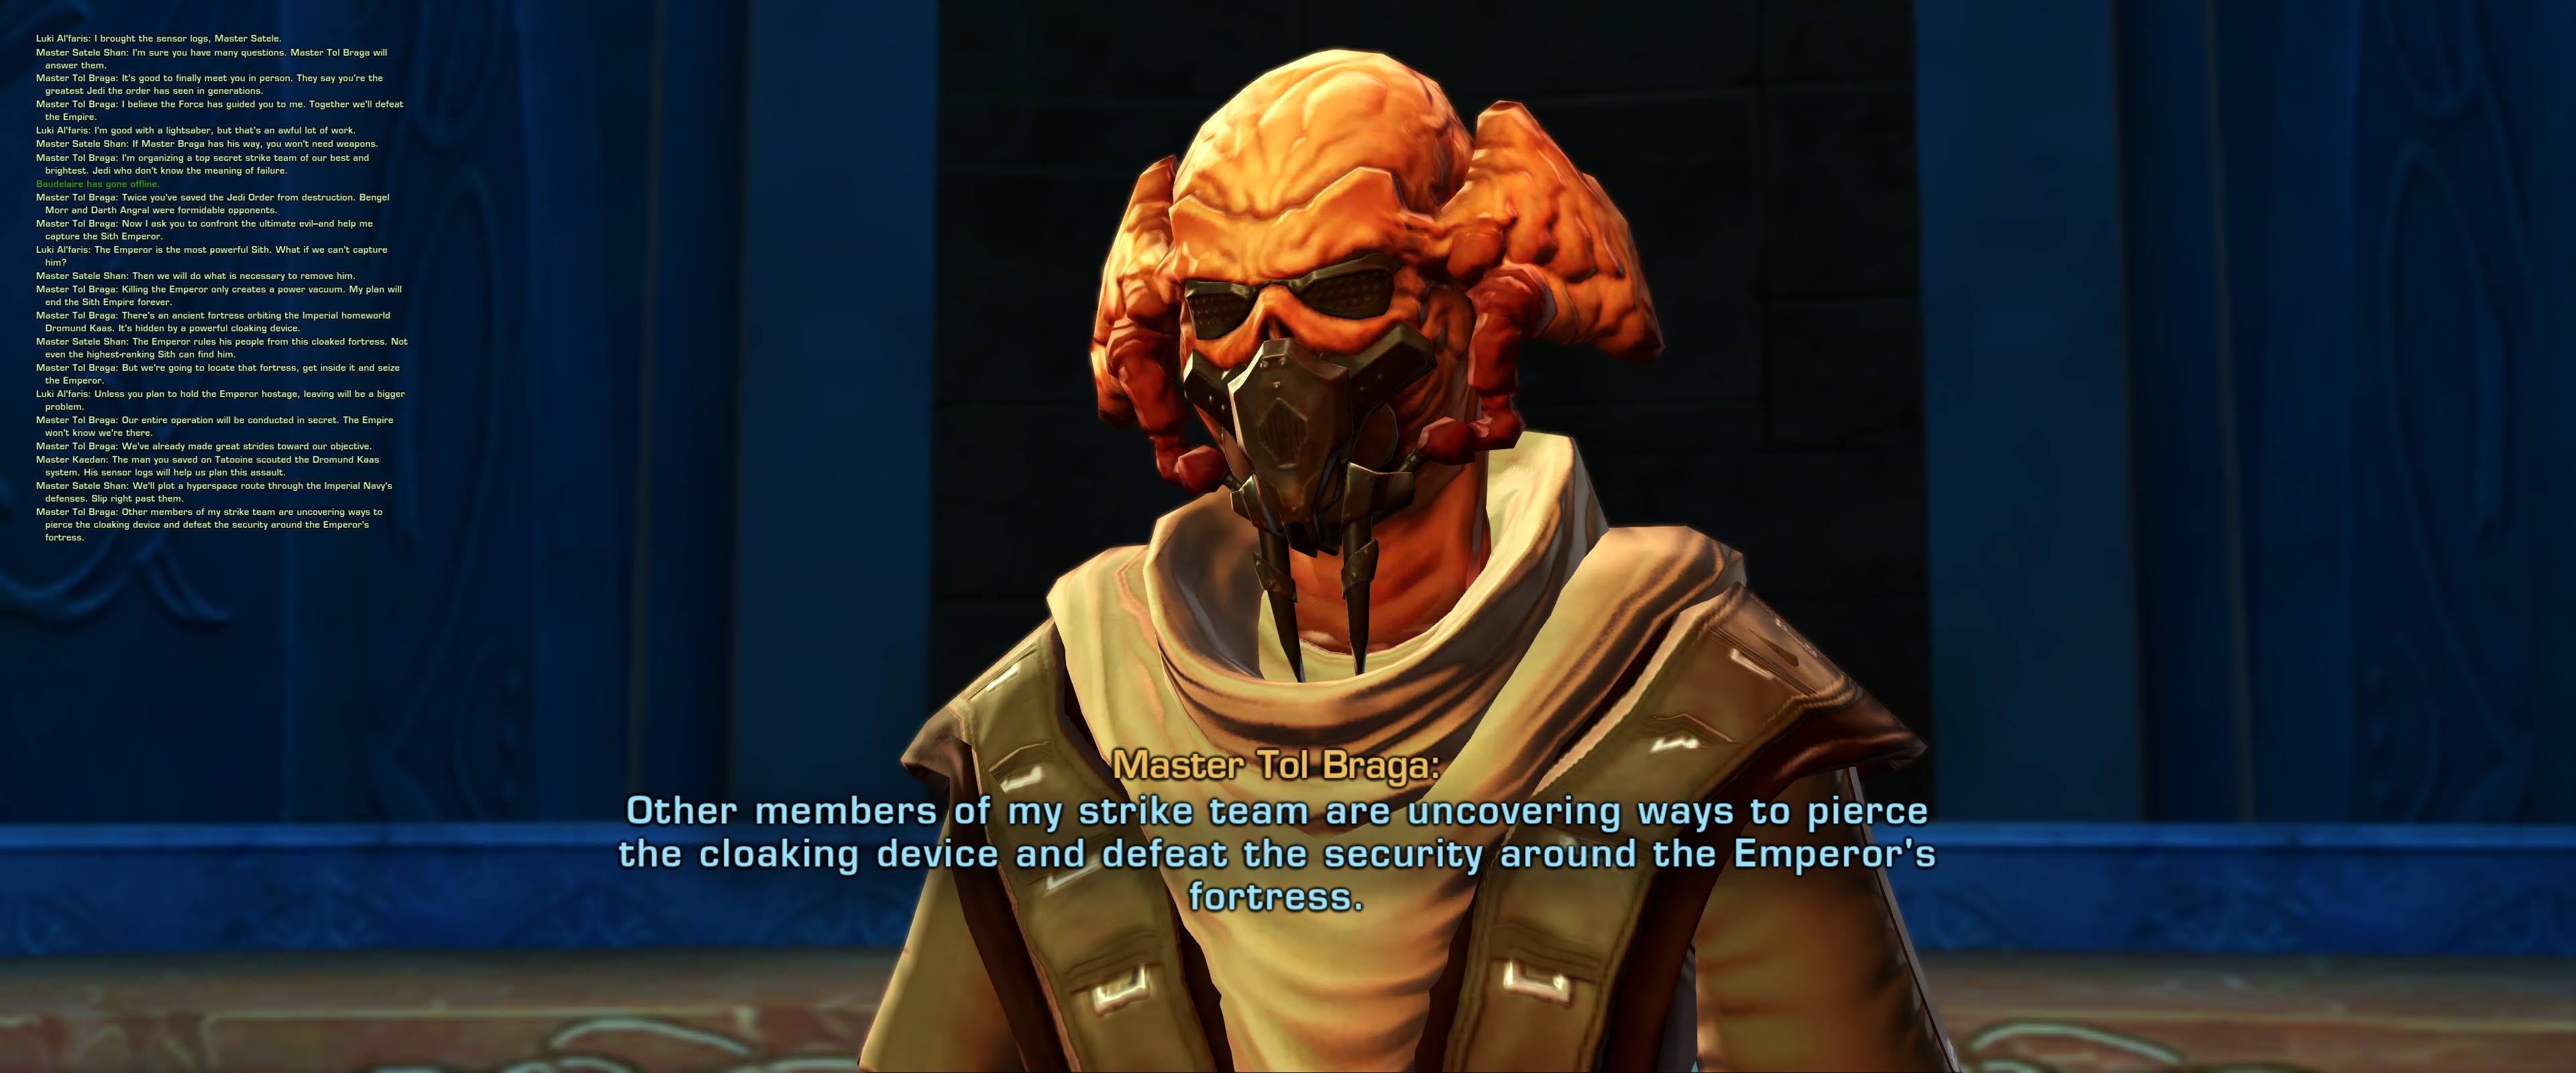 Luki Al'faris: I brought the sensor logs, Master Satele.
Master Satele Shan: I'm sure you have many questions. Master Tol Braga will
answer them.
Master Tol Braga: It's good to finally meet you in person. They say you're the
greatest Jedi the order has seen in generations.
Master Tol Braga: I believe the Force has guided you to me. Together we'll defeat
the Empire.
Luki Al'faris: I'm good with a lightsaber, but that's an awful lot of work.
Master Satele Shan: If Master Braga has his way, you won't need weapons.
Master Tol Braga: I'm organizing a top secret strike team of our best and
brightest. Jedi who don't know the meaning of failure.
Baudelaire has gone offline.
Master Tol Braga: Twice you've saved the Jedi Order from destruction. Bengel
Morr and Darth Angral were formidable opponents.
Master Tol Braga: Now I ask you to confront the ultimate evil—and help me
capture the Sith Emperor.
Luki Al'faris: The Emperor is the most powerful Sith. What if we can't capture
him?
Master Satele Shan: Then we will do what is necessary to remove him.
Master Tol Braga: Killing the Emperor only creates a power vacuum. My plan will
end the Sith Empire forever.
Master Tol Braga: There's an ancient fortress orbiting the Imperial homeworld
Dromund Kaas. It's hidden by a powerful cloaking device.
Master Satele Shan: The Emperor rules his people from this cloaked fortress. Not
even the highest-ranking Sith can find him.
Master Tol Braga: But we're going to locate that fortress, get inside it and seize
the Emperor.
Luki Al'faris: Unless you plan to hold the Emperor hostage, leaving will be a bigger
problem.
Master Tol Braga: Our entire operation will be conducted in secret. The Empire
won't know we're there.
Master Tol Braga: We've already made great strides toward our objective.
Master Kaedan: The man you saved on Tatooine scouted the Dromund Kaas
system. His sensor logs will help us plan this assault.
Master Satele Shan: We'll plot a hyperspace route through the Imperial Navy's
defenses. Slip right past them.
Master Tol Braga: Other members of my strike team are uncovering ways to
pierce the cloaking device and defeat the security around the Emperor's
fortress.
Master Tol Braga:
Other members of my strike team are uncovering ways to pierce
the cloaking device and defeat the security around the Emperor's
fortress.